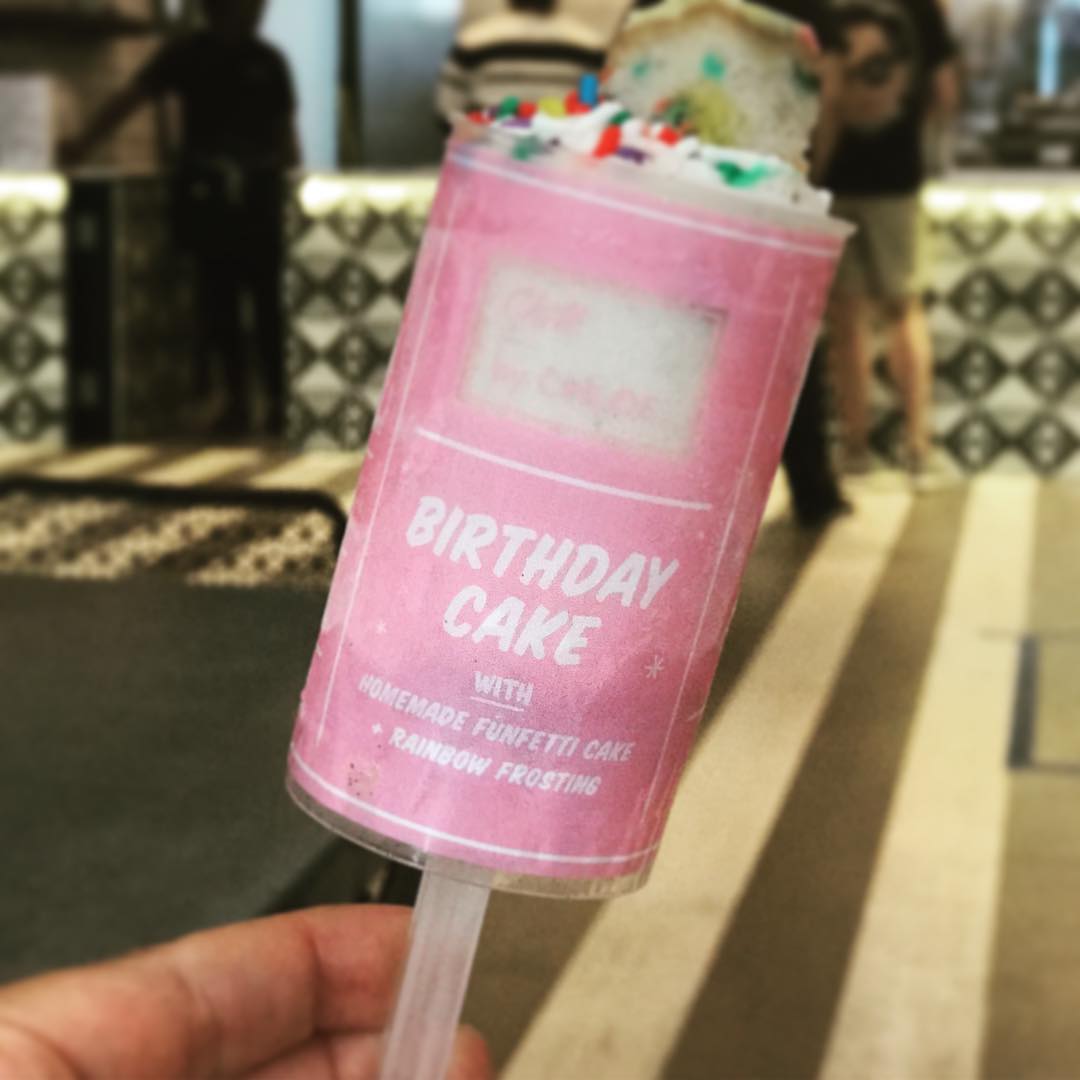 BIRTHDAY
CAKE
WITH
HOMEMADE FUNFETTI CAKE
+ RAINBOW FROSTING